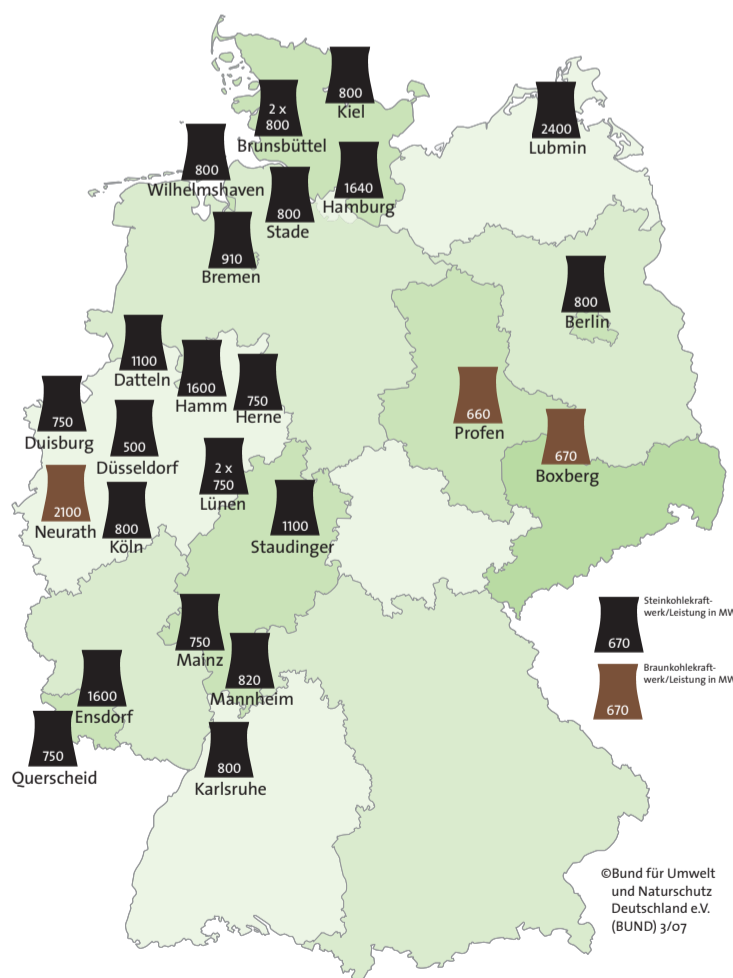 800
Kiel
2 x
800
Brunsbüttel
2400
Lubmin
800
Wilhelmshaven
1640
Hamburg
800
Stade
910
Bremen
800
Berlin
1100
Datteln
1600
Hamm
750
Herne
750
Duisburg
500
Düsseldorf
660
Profen
670
Boxberg
2 x
750
Lünen
2100
Neurath
800
Köln
1100
Staudinger
750
Mainz
820
Mannheim
1600
Ensdorf
750
Querscheid
800
Karlsruhe
Steinkohlekraft-
werk/Leistung in MW
670
Braunkohlekraft-
werk/Leistung in MW
670
©Bund für Umwelt
und Naturschutz
Deutschland e.V.
(BUND) 3/07